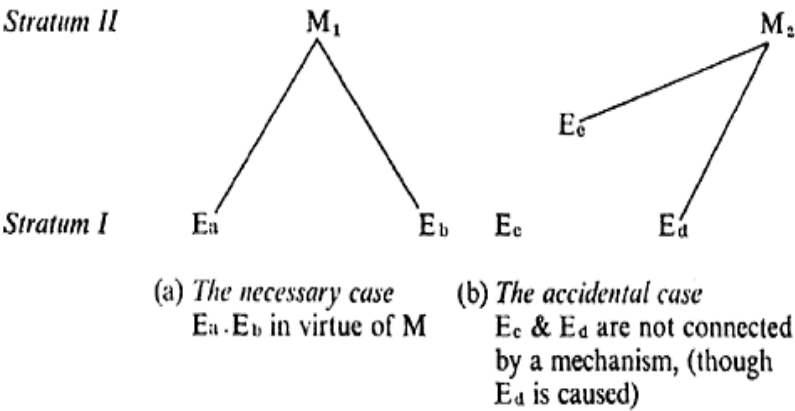 Stratum II M₁ M₂
Ee
Stratum I Ea Eb Ec Ed
(a) The necessary case (b) The accidental case
Ea.Eb in virtue of M Ec & Ed are not connected
by a mechanism, (though
Ed is caused)